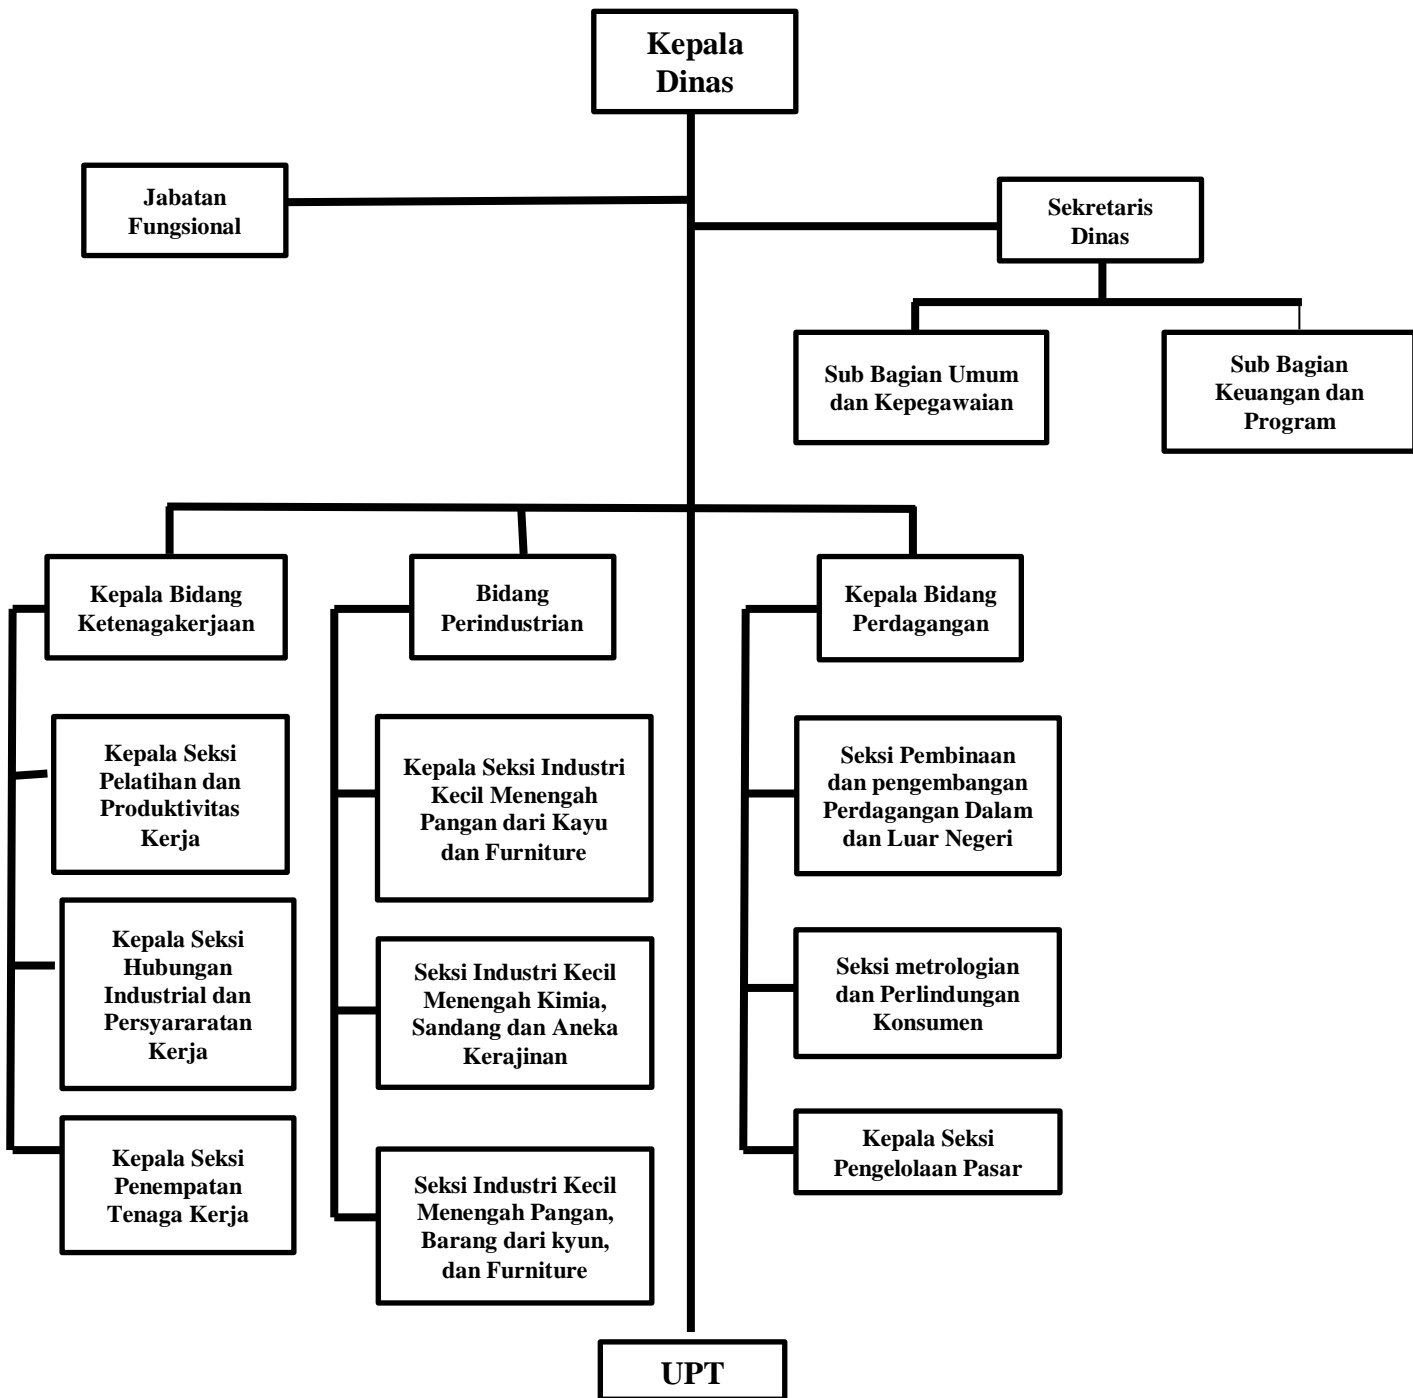 Kepala
Dinas
Jabatan
Fungsional
Sekretaris
Dinas
Sub Bagian Umum
dan Kepegawaian
Sub Bagian
Keuangan dan
Program
Kepala Bidang
Ketenagakerjaan
Bidang
Perindustrian
Kepala Bidang
Perdagangan
Kepala Seksi
Pelatihan dan
Produktivitas
Kerja
Kepala Seksi Industri
Kecil Menengah
Pangan dari Kayu
dan Furniture
Seksi Pembinaan
dan pengembangan
Perdagangan Dalam
dan Luar Negeri
Kepala Seksi
Hubungan
Industrial dan
Persyararatan
Kerja
Seksi Industri Kecil
Menengah Kimia,
Sandang dan Aneka
Kerajinan
Seksi metrologian
dan Perlindungan
Konsumen
Kepala Seksi
Penempatan
Tenaga Kerja
Seksi Industri Kecil
Menengah Pangan,
Barang dari kyun,
dan Furniture
Kepala Seksi
Pengelolaan Pasar
UPT